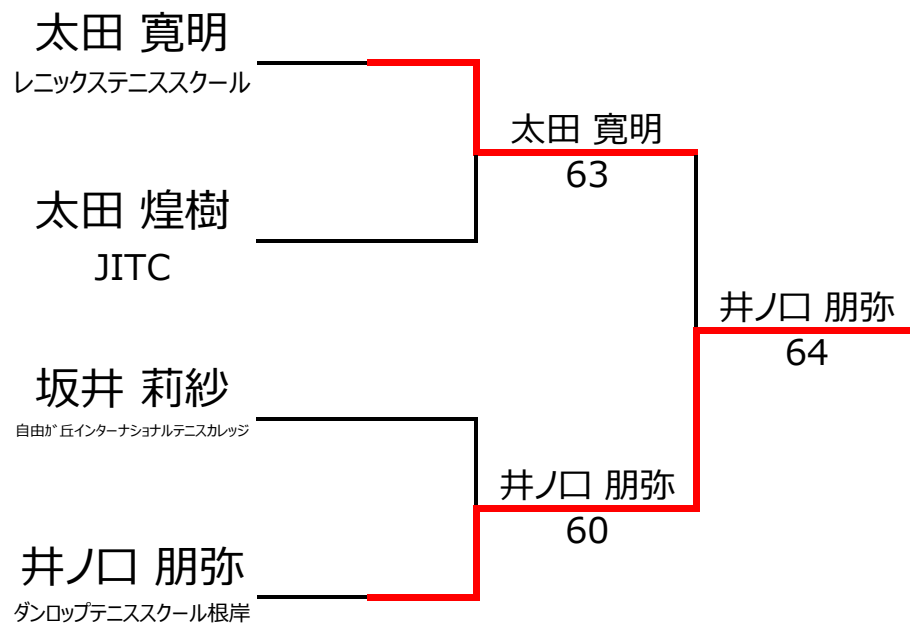 太田 寛明
レニックステニススクール
太田 寛明
63
太田 煌樹
JITC
井ノ口 朋弥
64
坂井 莉紗
自由が丘インターナショナルテニスカレッジ
井ノ口 朋弥
60
井ノ口 朋弥
ダンロップテニススクール根岸